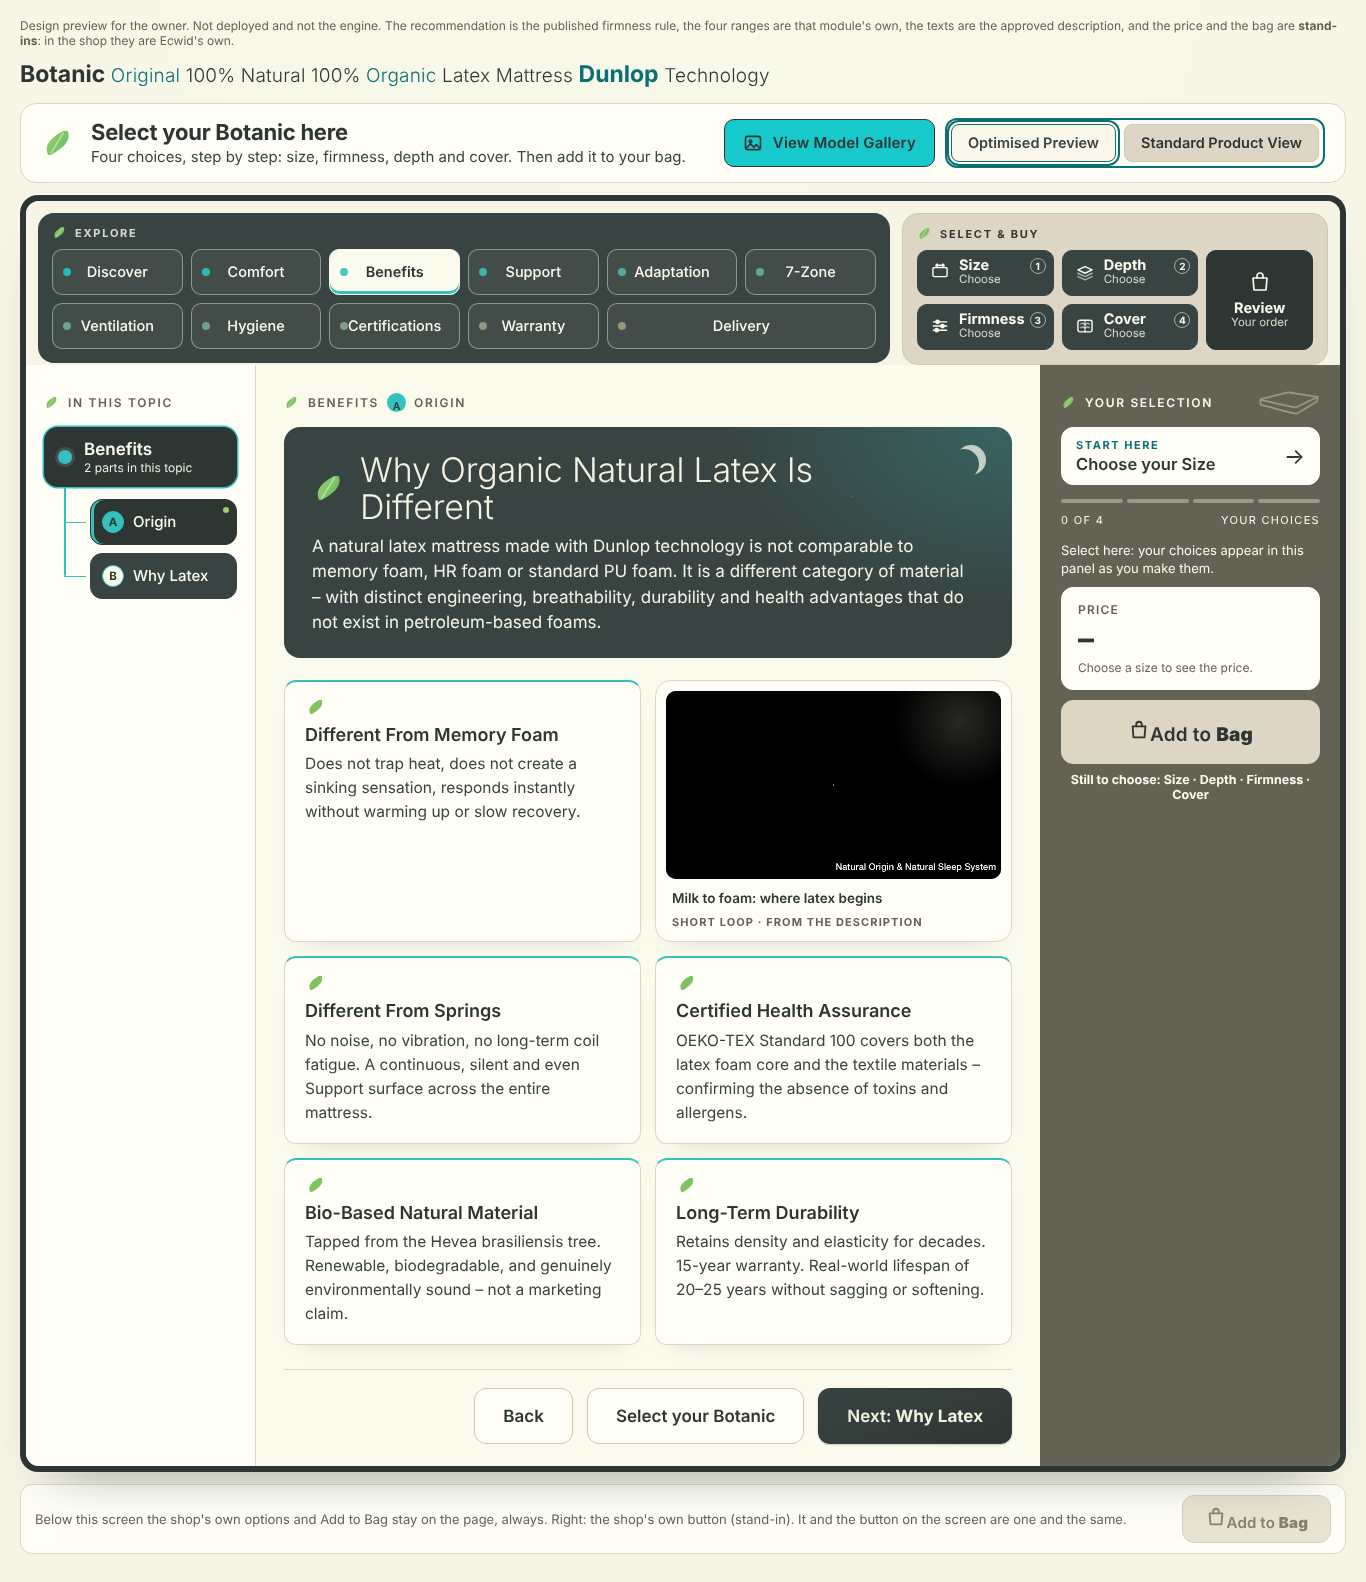 Design preview for the owner. Not deployed and not the engine. The recommendation is the published firmness rule, the four ranges are that module's own, the texts are the approved description, and the price and the bag are stand-
ins: in the shop they are Ecwid's own.
Botanic Original 100% Natural 100% Organic Latex Mattress Dunlop Technology
Select your Botanic here
Four choices, step by step: size, firmness, depth and cover. Then add it to your bag.
View Model Gallery
Optimised Preview
Standard Product View
EXPLORE
Discover
Comfort
Benefits
Support
Adaptation
7-Zone
Ventilation
Hygiene
Certifications
Warranty
Delivery
SELECT & BUY
Size 1
Choose
Depth 2
Choose
Firmness 3
Choose
Cover 4
Choose
Review
Your order
IN THIS TOPIC
Benefits
2 parts in this topic
A Origin
B Why Latex
BENEFITS A ORIGIN
Why Organic Natural Latex Is
Different
A natural latex mattress made with Dunlop technology is not comparable to
memory foam, HR foam or standard PU foam. It is a different category of material
– with distinct engineering, breathability, durability and health advantages that do
not exist in petroleum-based foams.
Different From Memory Foam
Does not trap heat, does not create a
sinking sensation, responds instantly
without warming up or slow recovery.
Natural Origin & Natural Sleep System
Milk to foam: where latex begins
SHORT LOOP · FROM THE DESCRIPTION
Different From Springs
No noise, no vibration, no long-term coil
fatigue. A continuous, silent and even
Support surface across the entire
mattress.
Certified Health Assurance
OEKO-TEX Standard 100 covers both the
latex foam core and the textile materials –
confirming the absence of toxins and
allergens.
Bio-Based Natural Material
Tapped from the Hevea brasiliensis tree.
Renewable, biodegradable, and genuinely
environmentally sound – not a marketing
claim.
Long-Term Durability
Retains density and elasticity for decades.
15-year warranty. Real-world lifespan of
20–25 years without sagging or softening.
Back
Select your Botanic
Next: Why Latex
YOUR SELECTION
START HERE
Choose your Size
0 OF 4
YOUR CHOICES
Select here: your choices appear in this
panel as you make them.
PRICE
–
Choose a size to see the price.
Add to Bag
Still to choose: Size · Depth · Firmness ·
Cover
Below this screen the shop's own options and Add to Bag stay on the page, always. Right: the shop's own button (stand-in). It and the button on the screen are one and the same.
Add to Bag